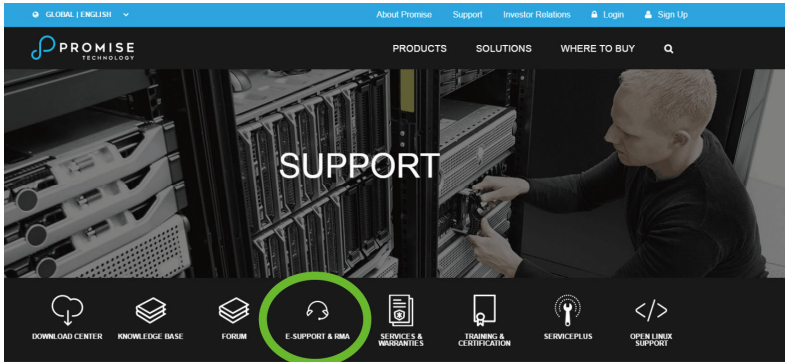 GLOBAL | ENGLISH
About Promise Support Investor Relations Login Sign Up
PROMISE
TECHNOLOGY
PRODUCTS SOLUTIONS WHERE TO BUY
SUPPORT
DOWNLOAD CENTER
KNOWLEDGE BASE
FORUM
E-SUPPORT & RMA
SERVICES &
WARRANTIES
TRAINING &
CERTIFICATION
SERVICEPLUS
OPEN LINUX
SUPPORT